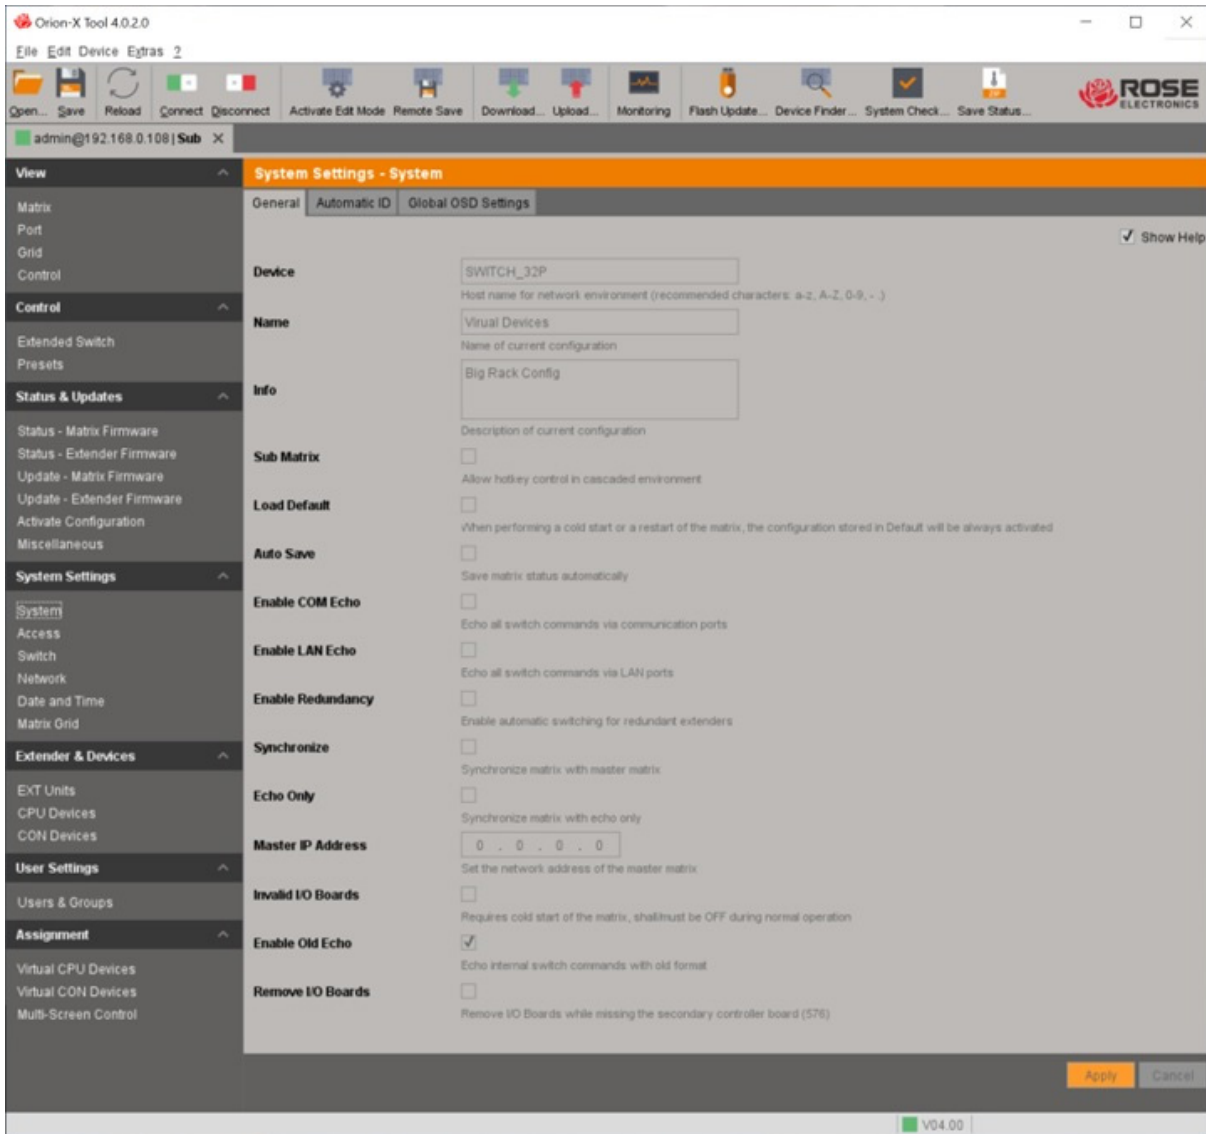 Orion-X Tool 4.0.2.0
File Edit Device Extras ?
Open... Save Reload Connect Disconnect Activate Edit Mode Remote Save Download... Upload... Monitoring Flash Update... Device Finder... System Check... Save Status...
ROSE
ELECTRONICS
admin@192.168.0.108|Sub
View
Matrix
Port
Grid
Control
Control
Extended Switch
Presets
Status & Updates
Status - Matrix Firmware
Status - Extender Firmware
Update - Matrix Firmware
Update - Extender Firmware
Activate Configuration
Miscellaneous
System Settings
System
Access
Switch
Network
Date and Time
Matrix Grid
Extender & Devices
EXT Units
CPU Devices
CON Devices
User Settings
Users & Groups
Assignment
Virtual CPU Devices
Virtual CON Devices
Multi-Screen Control
System Settings - System
General Automatic ID Global OSD Settings
Show Help
Device SWITCH_32P
Host name for network environment (recommended characters: a-z, A-Z, 0-9, - .)
Name Virual Devices
Name of current configuration
Info Big Rack Config
Description of current configuration
Sub Matrix
Allow hotkey control in cascaded environment
Load Default
When performing a cold start or a restart of the matrix, the configuration stored in Default will be always activated
Auto Save
Save matrix status automatically
Enable COM Echo
Echo all switch commands via communication ports
Enable LAN Echo
Echo all switch commands via LAN ports
Enable Redundancy
Enable automatic switching for redundant extenders
Synchronize
Synchronize matrix with master matrix
Echo Only
Synchronize matrix with echo only
Master IP Address 0 . 0 . 0 . 0
Set the network address of the master matrix
Invalid I/O Boards
Requires cold start of the matrix, shall/must be OFF during normal operation
Enable Old Echo
Echo internal switch commands with old format
Remove I/O Boards
Remove I/O Boards while missing the secondary controller board (576)
Apply Cancel
V04.00